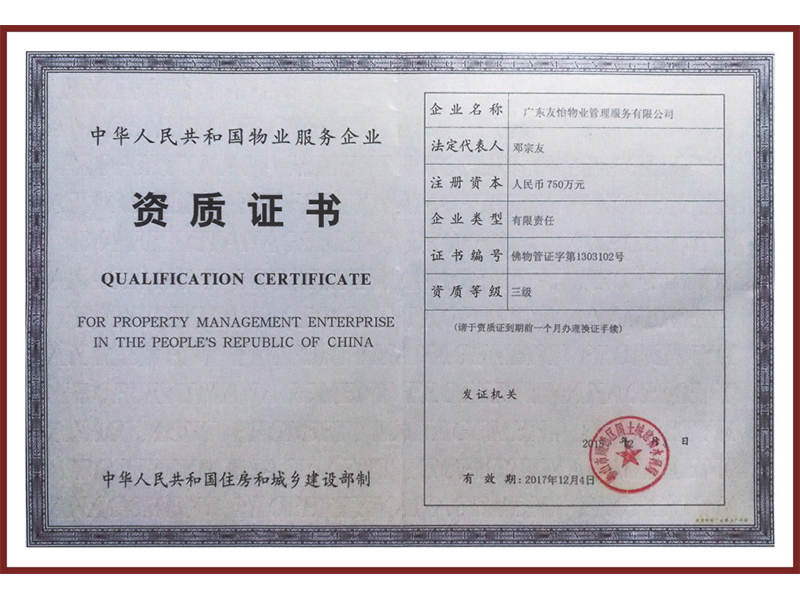 中华人民共和国物业服务企业
资质证书
QUALIFICATION CERTIFICATE
FOR PROPERTY MANAGEMENT ENTERPRISE
IN THE PEOPLE'S REPUBLIC OF CHINA
中华人民共和国住房和城乡建设部制
企业名称 广东友怡物业管理服务有限公司
法定代表人 邓宗友
注册资本 人民币750万元
企业类型 有限责任
证书编号 佛物管证字第1303102号
资质等级 三级
(请于资质证到期前一个月办理换证手续)
发证机关
年12月 日
有效期:2017年12月4日